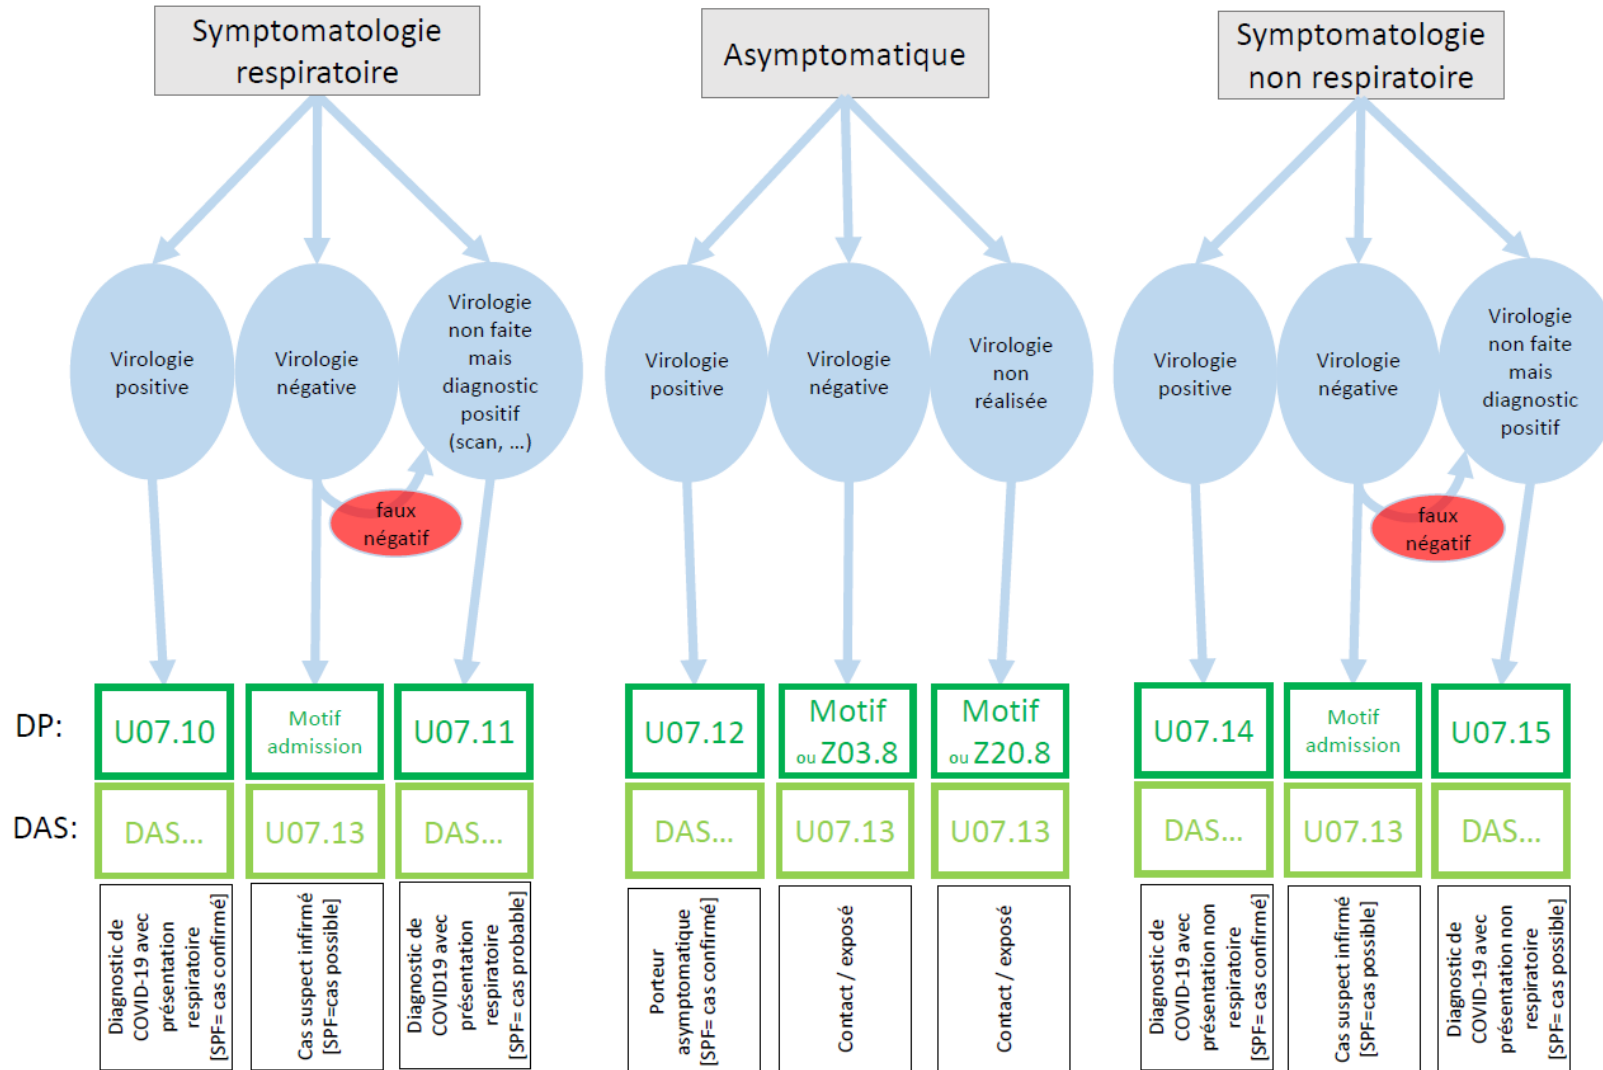 Symptomatologie
respiratoire
Asymptomatique
Symptomatologie
non respiratoire
Virologie
positive
Virologie
négative
Virologie
non faite
mais
diagnostic
positif
(scan, ...)
faux
négatif
Virologie
positive
Virologie
négative
Virologie
non
réalisée
Virologie
positive
Virologie
négative
Virologie
non faite
mais
diagnostic
positif
faux
négatif
DP:
U07.10
Motif
admission
U07.11
U07.12
Motif
ou Z03.8
Motif
ou Z20.8
U07.14
Motif
admission
U07.15
DAS:
DAS...
U07.13
DAS...
DAS...
U07.13
U07.13
DAS...
U07.13
DAS...
Diagnostic de
COVID-19 avec
présentation
respiratoire
[SPF= cas confirmé]
Cas suspect infirmé
[SPF=cas possible]
Diagnostic de
COVID19 avec
présentation
respiratoire
[SPF= cas probable]
Porteur
asymptomatique
[SPF= cas confirmé]
Contact / exposé
Contact / exposé
Diagnostic de
COVID-19 avec
présentation non
respiratoire
[SPF= cas confirmé]
Cas suspect infirmé
[SPF=cas possible]
Diagnostic de
COVID-19 avec
présentation non
respiratoire
[SPF= cas possible]